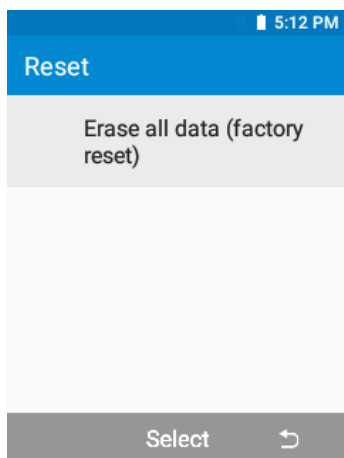 5:12 PM
Reset
Erase all data (factory
reset)
Select